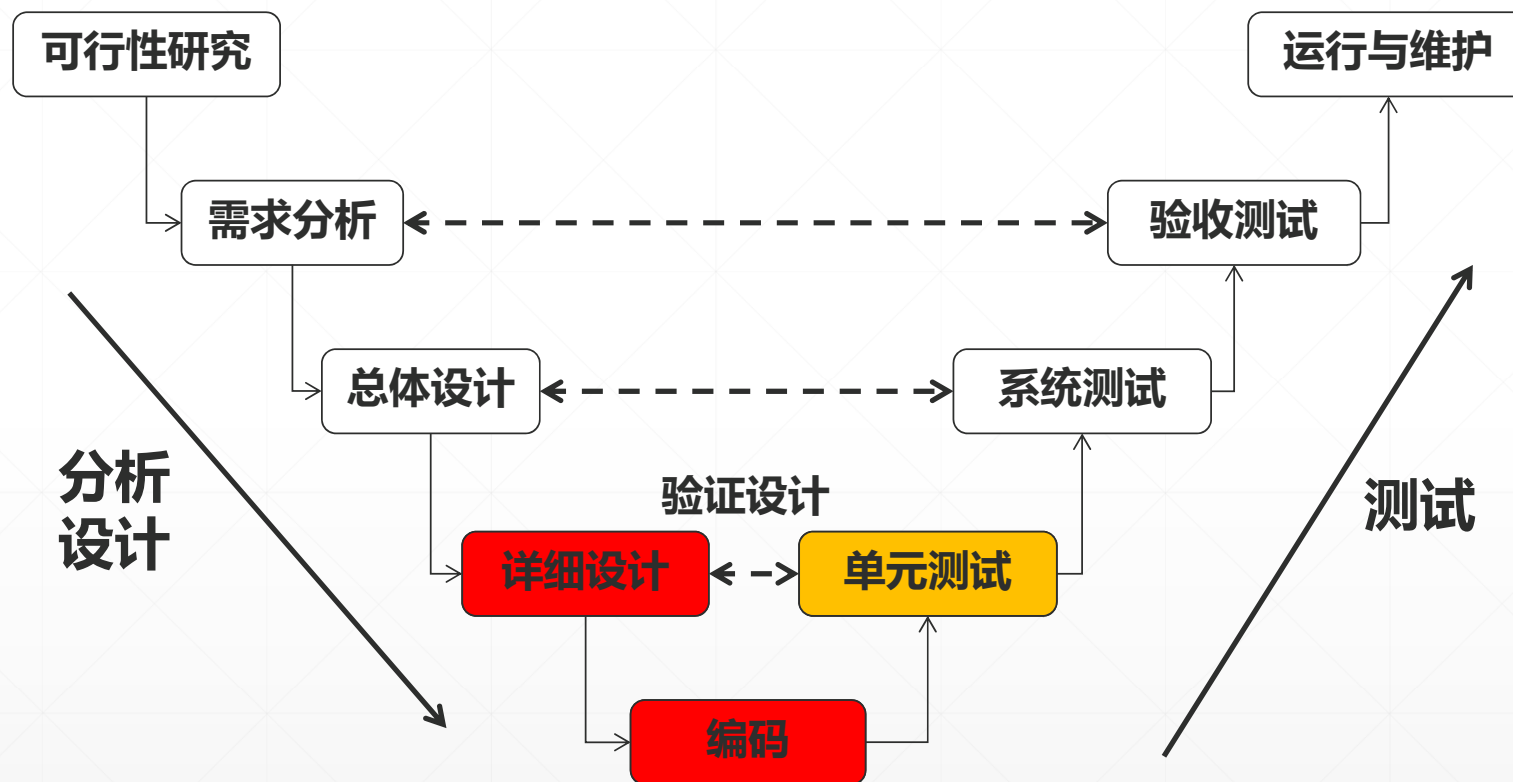 可行性研究
运行与维护
需求分析
验收测试
总体设计
系统测试
分析
设计
验证设计
测试
详细设计
单元测试
编码